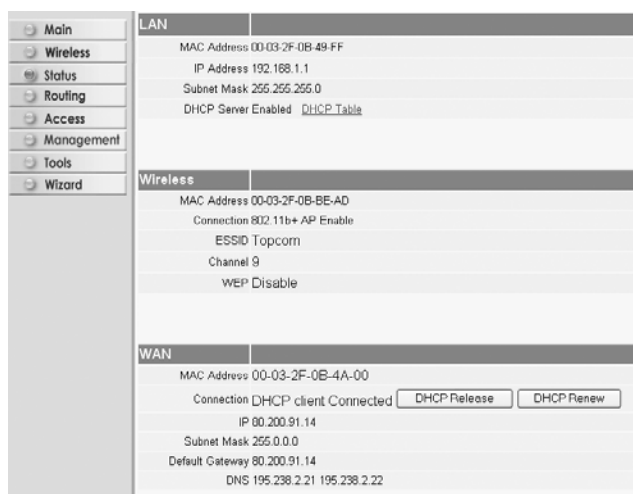 Main
Wireless
Status
Routing
Access
Management
Tools
Wizard
LAN
MAC Address 00-03-2F-0B-49-FF
IP Address 192.168.1.1
Subnet Mask 255.255.255.0
DHCP Server Enabled DHCP Table
Wireless
MAC Address 00-03-2F-0B-BE-AD
Connection 802.11b+ AP Enable
ESSID Topcom
Channel 9
WEP Disable
WAN
MAC Address 00-03-2F-0B-4A-00
Connection DHCP client Connected DHCP Release DHCP Renew
IP 80.200.91.14
Subnet Mask 255.0.0.0
Default Gateway 80.200.91.14
DNS 195.238.2.21 195.238.2.22